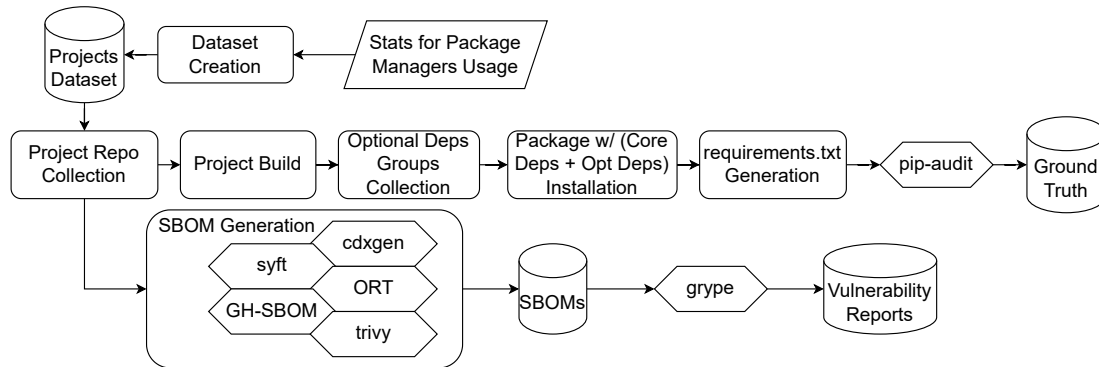 Projects
Dataset
Dataset
Creation
Stats for Package
Managers Usage
Project Repo
Collection
Project Build
Optional Deps
Groups
Collection
Package w/ (Core
Deps + Opt Deps)
Installation
requirements.txt
Generation
pip-audit
Ground
Truth
SBOM Generation
cdxgen
syft
ORT
GH-SBOM
trivy
SBOMs
grype
Vulnerability
Reports